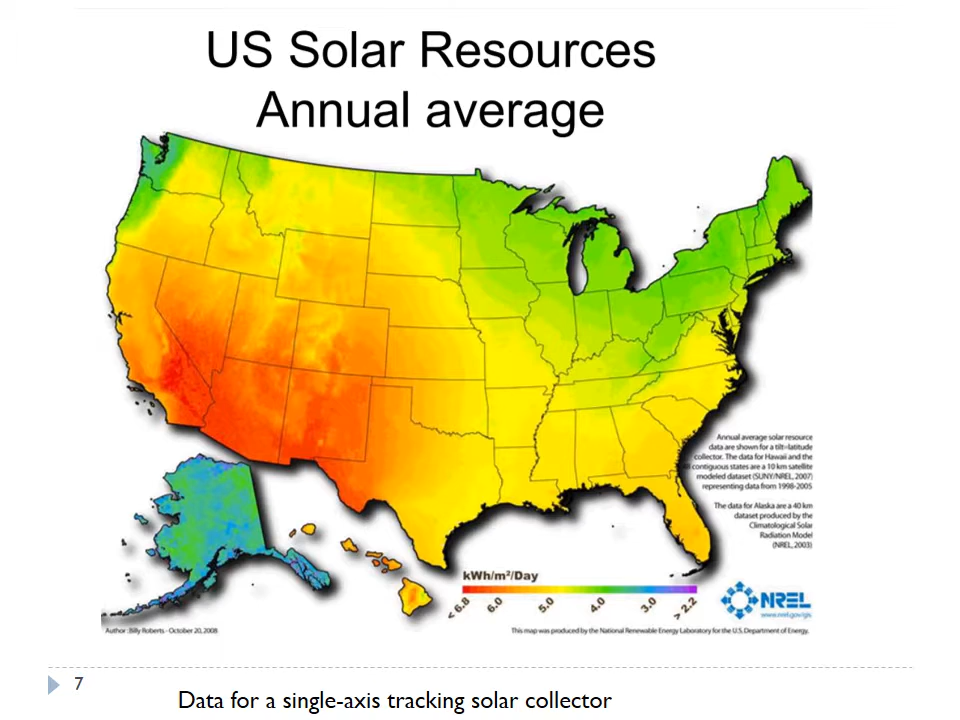 US Solar Resources
Annual average
Annual average solar resource
data are shown for a tilt=latitude
collector. The data for Hawaii and the
contiguous states are a 10 km satellite
modeled dataset (SUNY/NREL, 2007)
representing data from 1998-2005
The data for Alaska are a 40 km
dataset produced by the
Climatological Solar
Radiation Model
(NREL, 2003)
kWh/m²/Day
< 6.8 6.0 5.0 4.0 3.0 > 2.2
NREL
www.nrel.gov/gis
Author : Billy Roberts - October 20, 2008
This map was produced by the National Renewable Energy Laboratory for the U.S. Department of Energy.
7
Data for a single-axis tracking solar collector